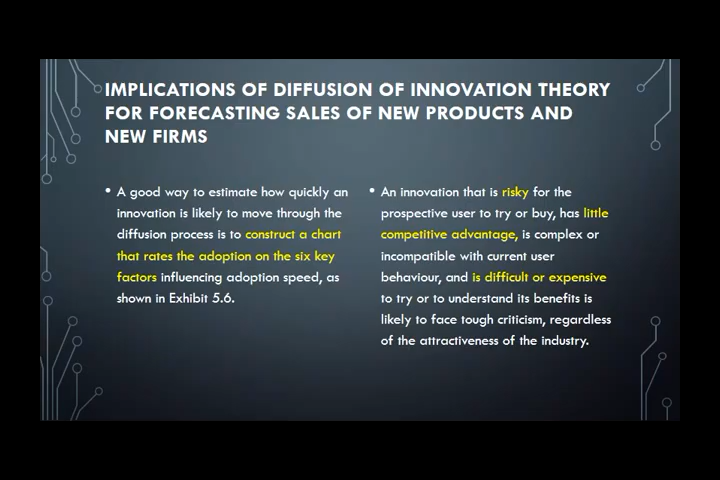 IMPLICATIONS OF DIFFUSION OF INNOVATION THEORY
FOR FORECASTING SALES OF NEW PRODUCTS AND
NEW FIRMS
• A good way to estimate how quickly an
innovation is likely to move through the
diffusion process is to construct a chart
that rates the adoption on the six key
factors influencing adoption speed, as
shown in Exhibit 5.6.
• An innovation that is risky for the
prospective user to try or buy, has little
competitive advantage, is complex or
incompatible with current user
behaviour, and is difficult or expensive
to try or to understand its benefits is
likely to face tough criticism, regardless
of the attractiveness of the industry.